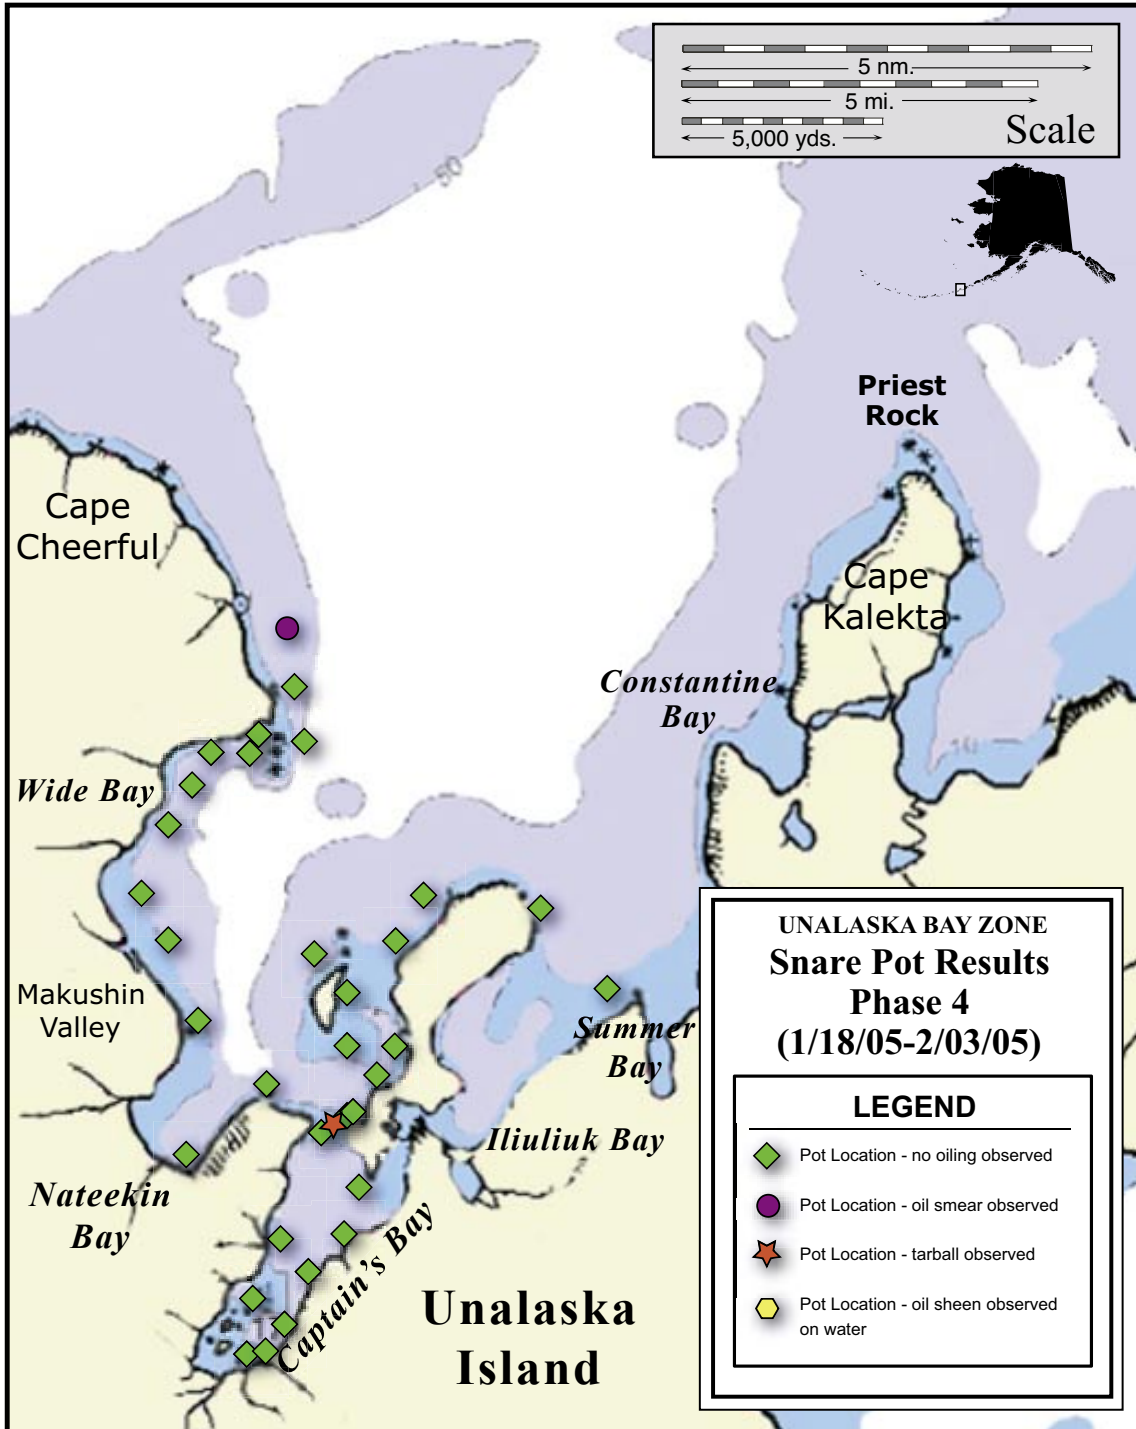 5 nm.
5 mi.
5,000 yds.
Scale
50
Priest
Rock
Cape
Cheerful
Cape
Kalekta
Constantine
Bay
10
Wide Bay
Makushin
Valley
Summer
Bay
Iliuliuk Bay
Nateekin
Bay
Captain's Bay
Unalaska
Island
UNALASKA BAY ZONE
Snare Pot Results
Phase 4
(1/18/05-2/03/05)
LEGEND
Pot Location - no oiling observed
Pot Location - oil smear observed
Pot Location - tarball observed
Pot Location - oil sheen observed
on water